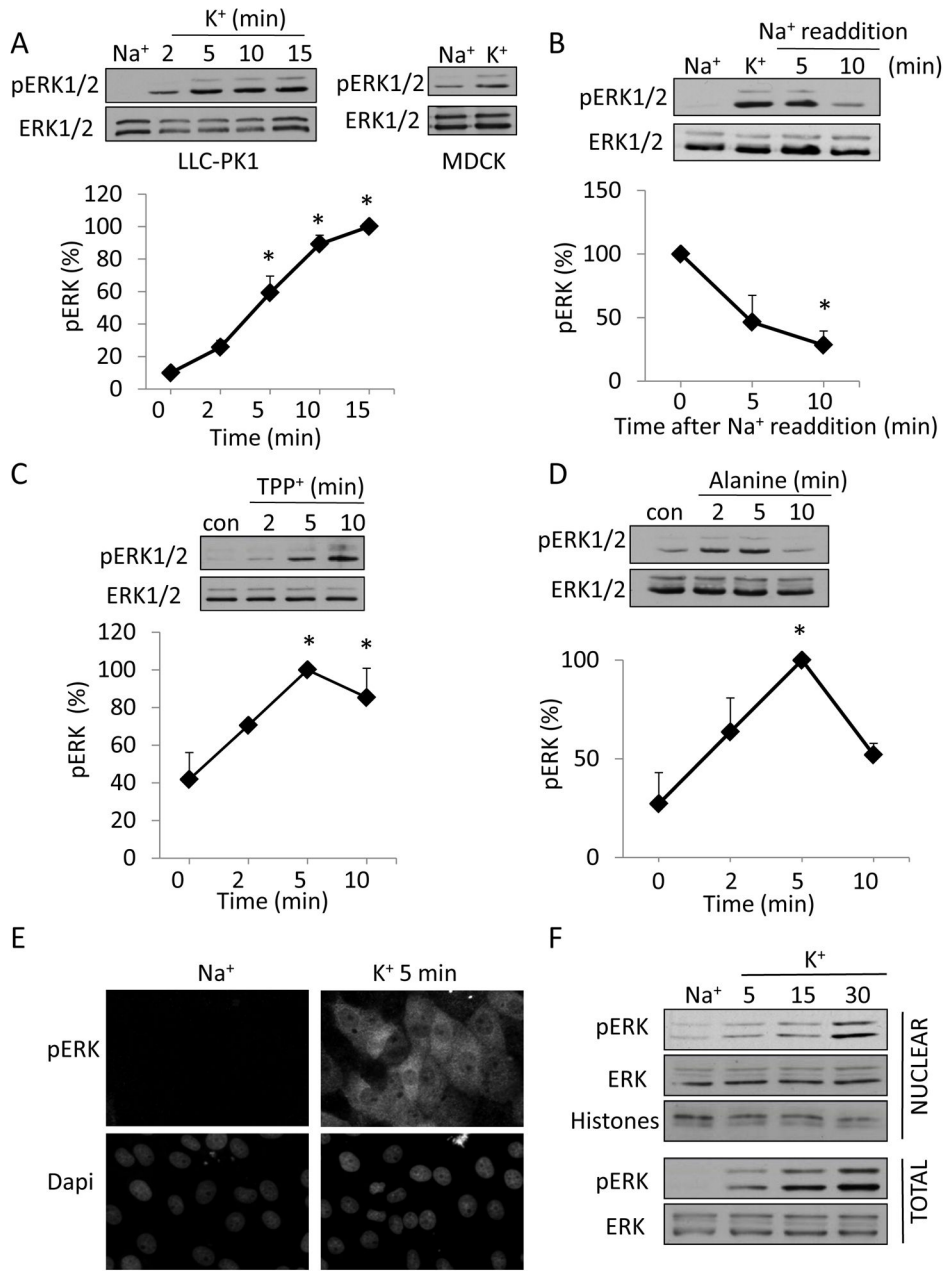 A
K⁺ (min)
Na⁺ 2 5 10 15
pERK1/2
ERK1/2
LLC-PK1
Na⁺ K⁺
pERK1/2
ERK1/2
MDCK
120
100
80
60
40
20
0
pERK (%)
* * *
0 2 5 10 15
Time (min)
B
Na⁺ readdition
Na⁺ K⁺ 5 10 (min)
pERK1/2
ERK1/2
150
100
50
0
pERK (%)
*
0 5 10
Time after Na⁺ readdition (min)
C
TPP⁺ (min)
con 2 5 10
pERK1/2
ERK1/2
120
100
80
60
40
20
0
pERK (%)
* *
0 2 5 10
Time (min)
D
Alanine (min)
con 2 5 10
pERK1/2
ERK1/2
100
50
0
pERK (%)
*
0 2 5 10
Time (min)
E
Na⁺ K⁺ 5 min
pERK
Dapi
F
K⁺
Na⁺ 5 15 30
pERK
ERK
Histones
NUCLEAR
pERK
ERK
TOTAL